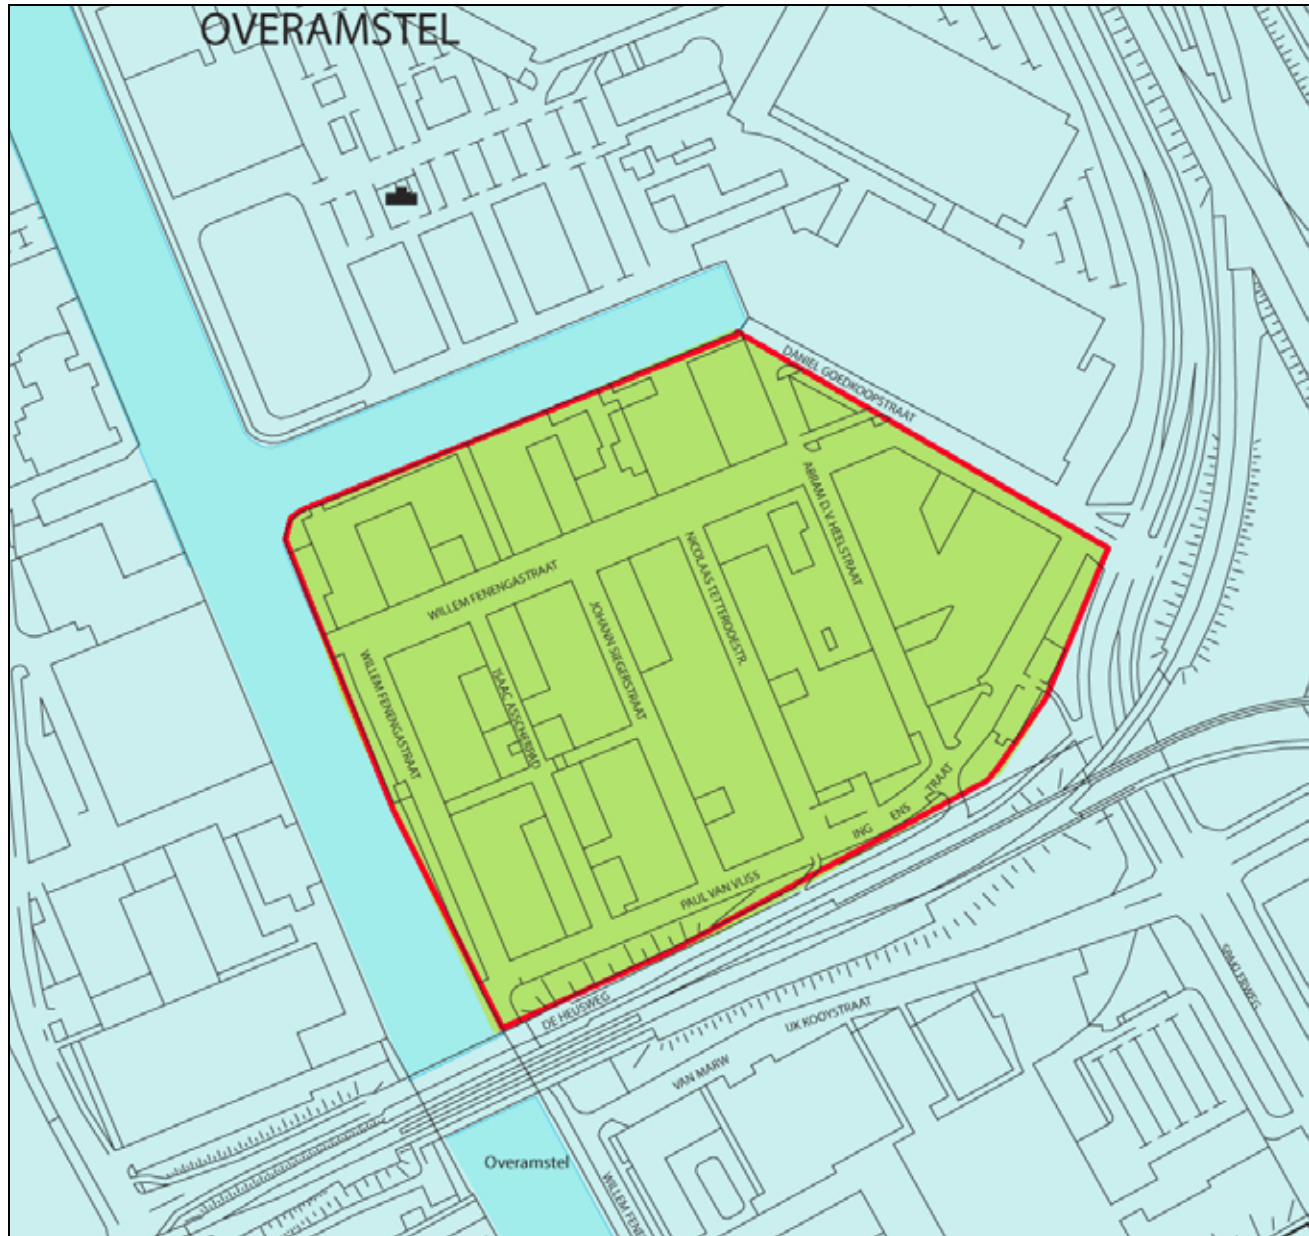 OVERAMSTEL
DANIEL GOEDKOOPSTRAAT
ABRAM D.V. HEELSTRAAT
NICOLAAS TETTERODESTR.
WILLEM FENENGASTRAAT
JOHANN SIEGERSTRAAT
ISAAC ASSCHERPAD
WILLEM FENENGASTRAAT
PAUL VAN VLISS
ING
ENS
TRAAT
DE HEUSWEG
SPAKLERWEG
IJK KOOYSTRAAT
VAN MARW
Overamstel
WILLEM FENE